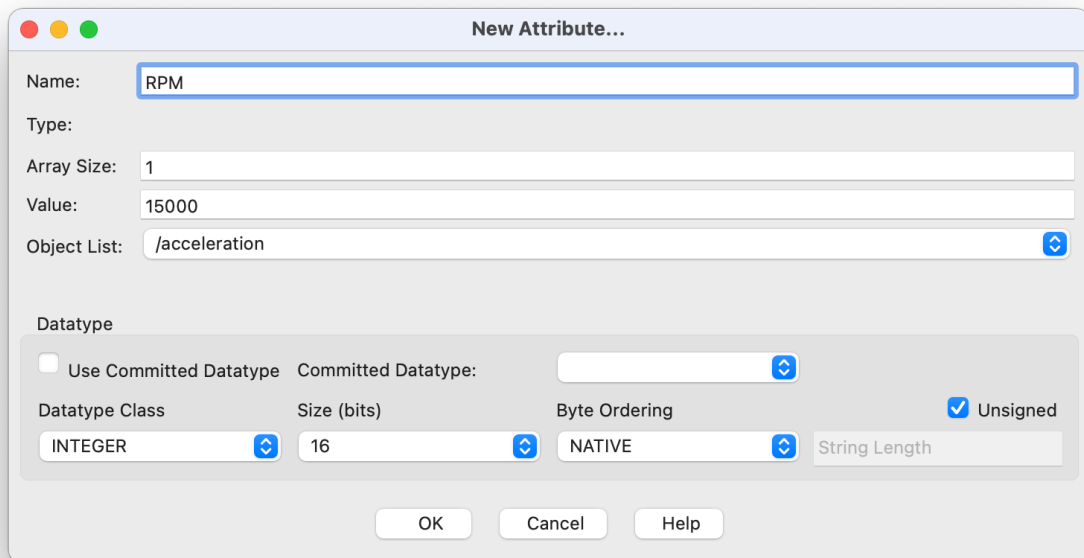 New Attribute...
Name: RPM
Type:
Array Size: 1
Value: 15000
Object List: /acceleration
Datatype
Use Committed Datatype Committed Datatype:
Datatype Class Size (bits) Byte Ordering Unsigned
INTEGER 16 NATIVE String Length
OK Cancel Help